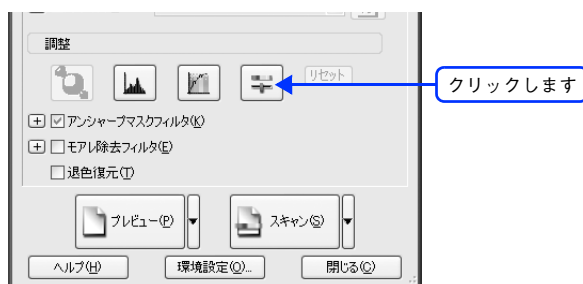 調整
リセット
クリックします
アンシャープマスクフィルタ(K)
モアレ除去フィルタ(E)
退色復元(T)
プレビュー(P)
スキャン(S)
ヘルプ(H)
環境設定(O)...
閉じる(C)